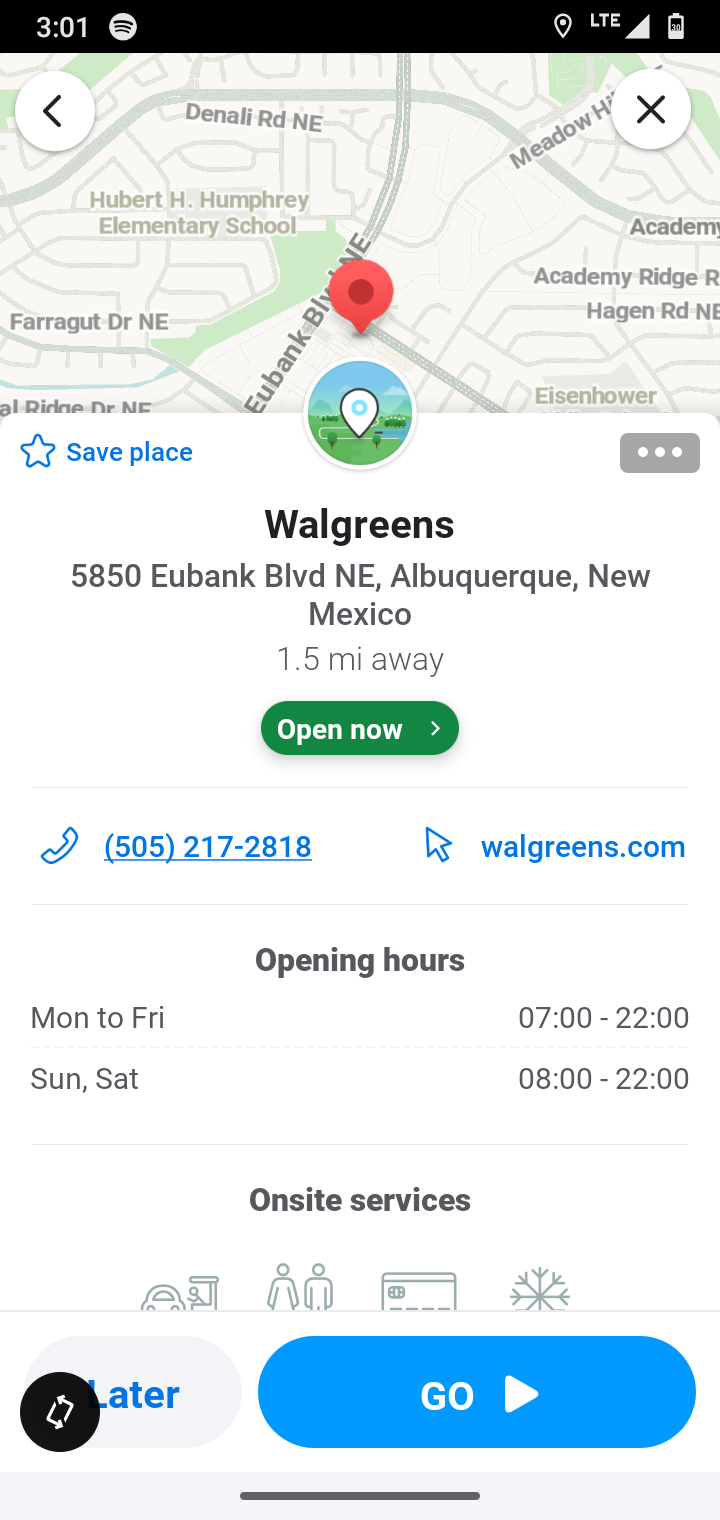 3:01
LTE
30
Denali Rd NE
Meadow Hi
Hubert H. Humphrey
Elementary School
Academy
Eubank Blvd NE
Academy Ridge R
Hagen Rd NE
Farragut Dr NE
Eisenhower
al Ridge Dr NE
Save place
Walgreens
5850 Eubank Blvd NE, Albuquerque, New
Mexico
1.5 mi away
Open now
(505) 217-2818
walgreens.com
Opening hours
Mon to Fri
07:00 - 22:00
Sun, Sat
08:00 - 22:00
Onsite services
Later
GO